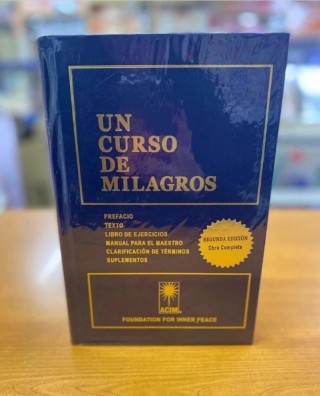 UN
CURSO
DE
MILAGROS
PREFACIO
TEXTO
LIBRO DE EJERCICIOS
MANUAL PARA EL MAESTRO
CLARIFICACIÓN DE TÉRMINOS
SUPLEMENTOS
SEGUNDA EDICIÓN
Obra Completa
ACIM
FOUNDATION FOR INNER PEACE